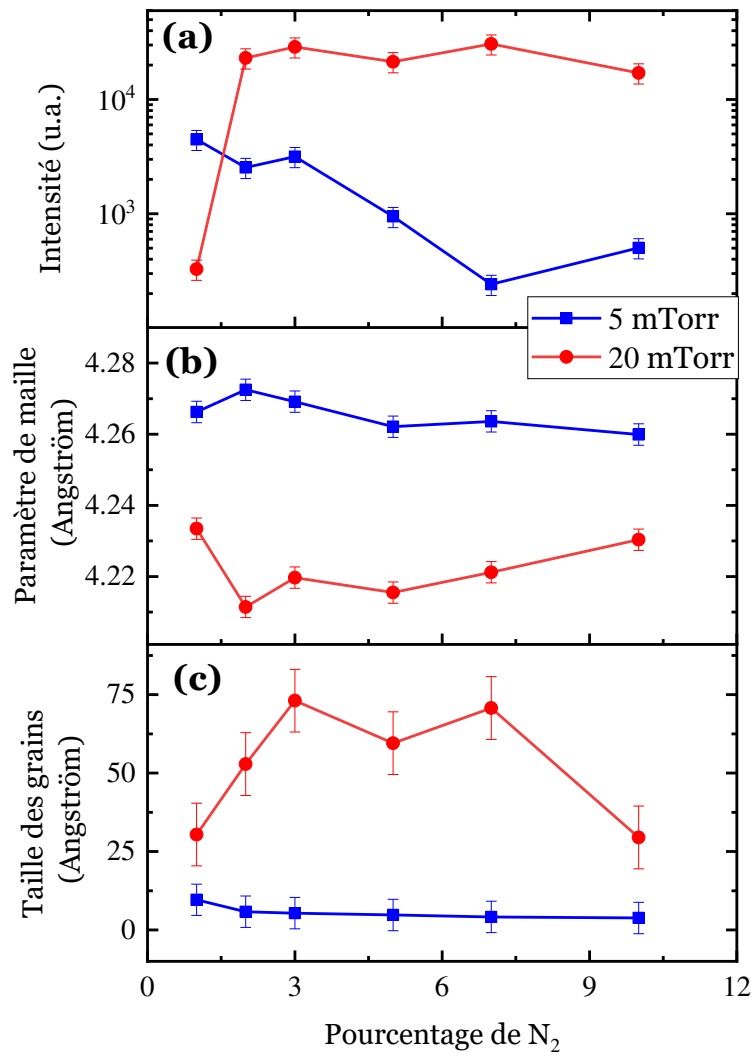 (a)
Intensité (u.a.)
10⁴
10³
5 mTorr
20 mTorr
(b)
Paramètre de maille
(Angström)
4.28
4.26
4.24
4.22
(c)
Taille des grains
(Angström)
75
50
25
0
0 3 6 9 12
Pourcentage de N₂